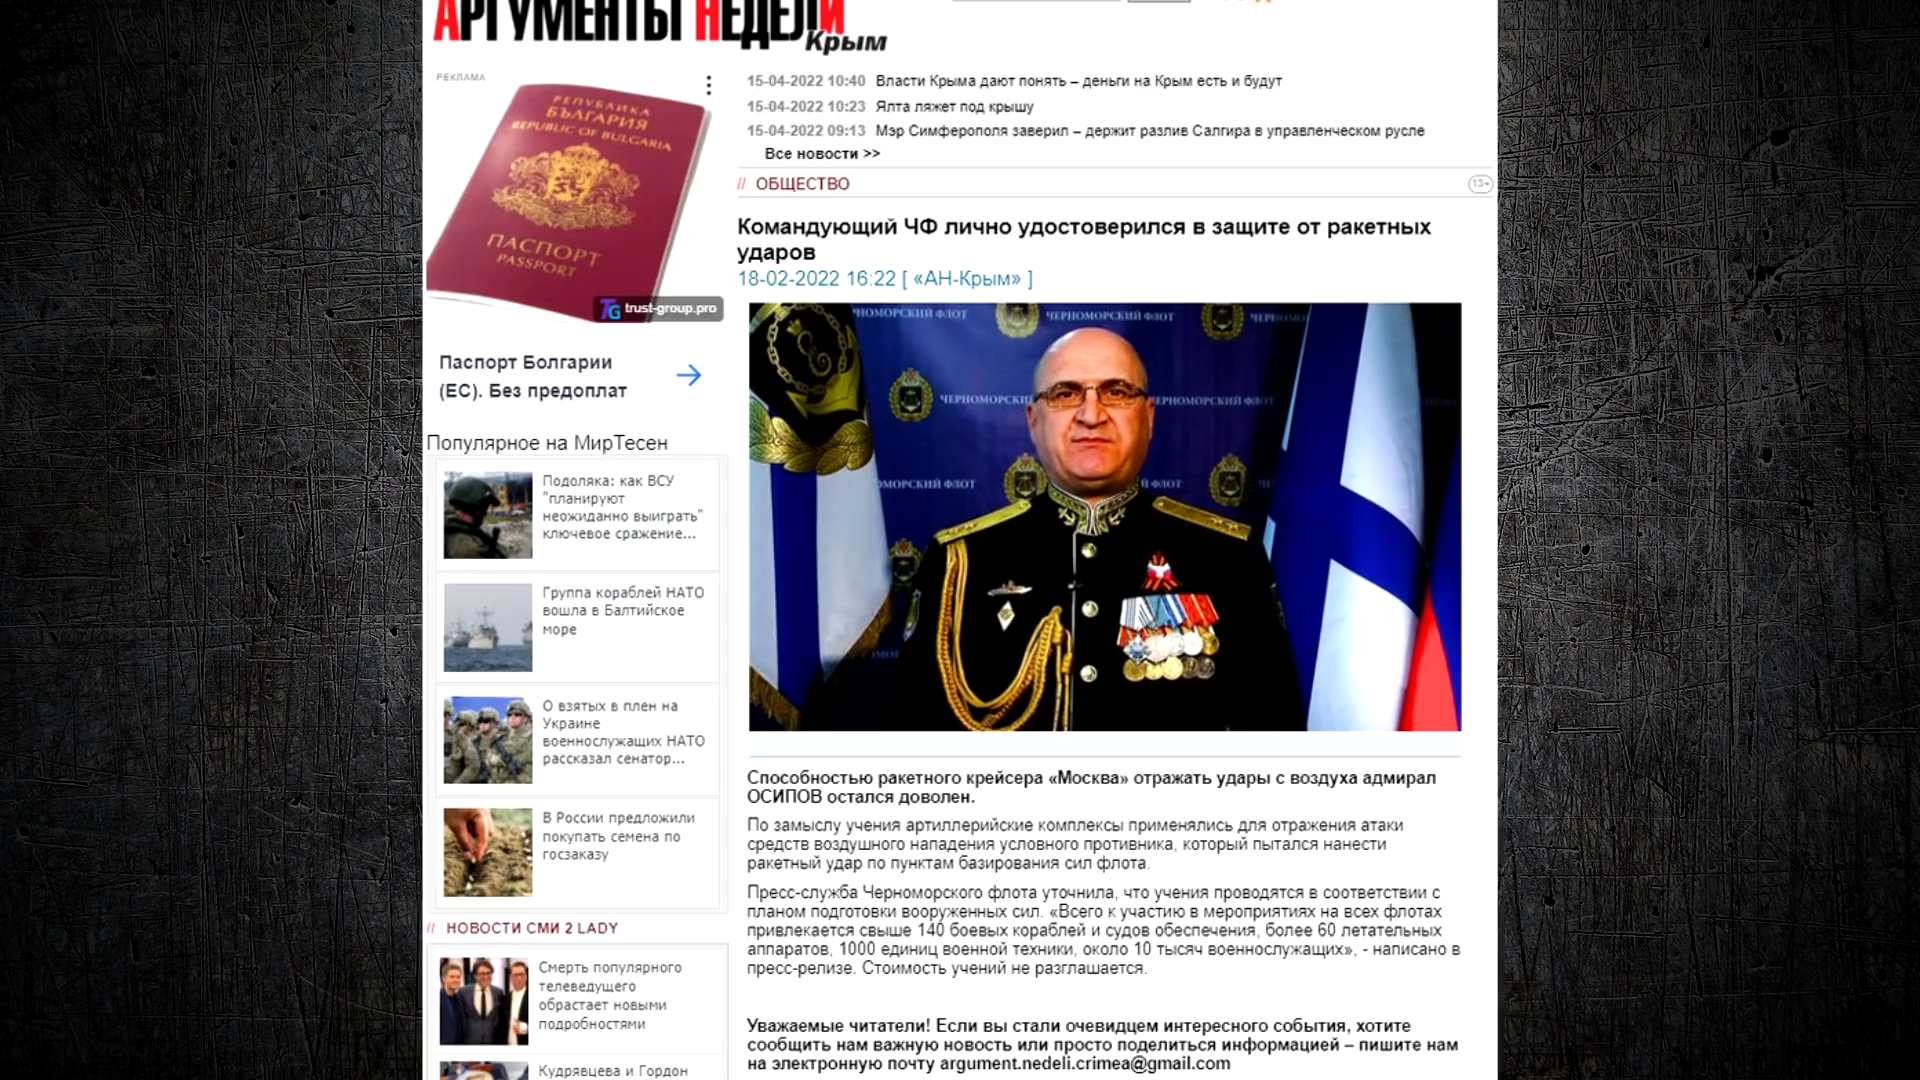 АРГУМЕНТЫ НЕДЕЛИ
Крым
РЕКЛАМА
РЕПУБЛИКА
БЪЛГАРИЯ
REPUBLIC OF BULGARIA
ПАСПОРТ
PASSPORT
TG trust-group.pro
Паспорт Болгарии
(ЕС). Без предоплат
Популярное на МирТесен
Подоляка: как ВСУ
"планируют
неожиданно выиграть"
ключевое сражение...
Группа кораблей НАТО
вошла в Балтийское
море
О взятых в плен на
Украине
военнослужащих НАТО
рассказал сенатор...
В России предложили
покупать семена по
госзаказу
// НОВОСТИ СМИ 2 LADY
Смерть популярного
телеведущего
обрастает новыми
подробностями
Кудрявцева и Гордон
15-04-2022 10:40 Власти Крыма дают понять – деньги на Крым есть и будут
15-04-2022 10:23 Ялта ляжет под крышу
15-04-2022 09:13 Мэр Симферополя заверил – держит разлив Салгира в управленческом русле
Все новости >>
// ОБЩЕСТВО
13+
Командующий ЧФ лично удостоверился в защите от ракетных
ударов
18-02-2022 16:22 [ «АН-Крым» ]
ЧЕРНОМОРСКИЙ ФЛОТ
Способностью ракетного крейсера «Москва» отражать удары с воздуха адмирал
ОСИПОВ остался доволен.
По замыслу учения артиллерийские комплексы применялись для отражения атаки
средств воздушного нападения условного противника, который пытался нанести
ракетный удар по пунктам базирования сил флота.
Пресс-служба Черноморского флота уточнила, что учения проводятся в соответствии с
планом подготовки вооруженных сил. «Всего к участию в мероприятиях на всех флотах
привлекается свыше 140 боевых кораблей и судов обеспечения, более 60 летательных
аппаратов, 1000 единиц военной техники, около 10 тысяч военнослужащих», - написано в
пресс-релизе. Стоимость учений не разглашается.
Уважаемые читатели! Если вы стали очевидцем интересного события, хотите
сообщить нам важную новость или просто поделиться информацией – пишите нам
на электронную почту argument.nedeli.crimea@gmail.com